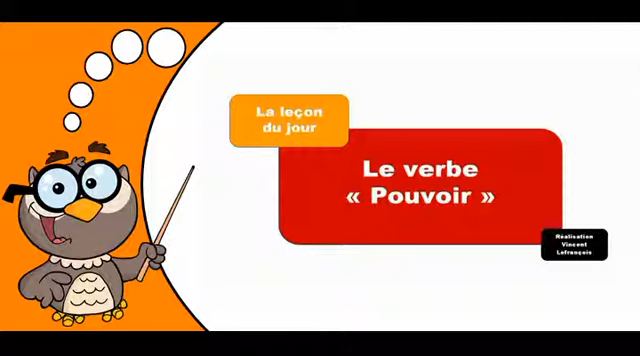 La leçon
du jour
Le verbe
« Pouvoir »
Réalisation
Vincent
Lefrançois